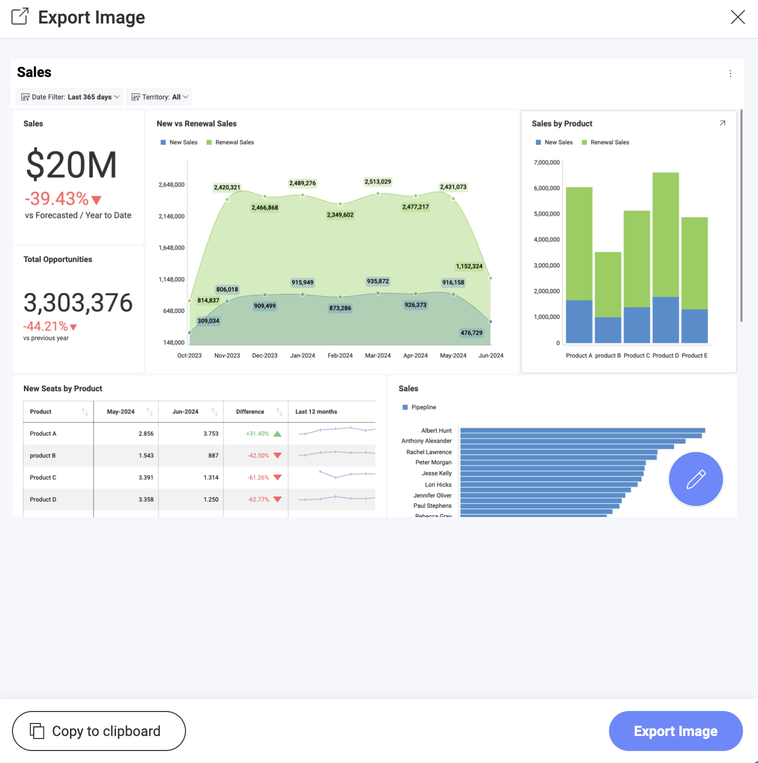 Export Image
Sales
Date Filter: Last 365 days
Territory: All
Sales
$20M
-39.43%
vs Forecasted / Year to Date
Total Opportunities
3,303,376
-44.21%
vs previous year
New vs Renewal Sales
New Sales Renewal Sales
2,648,000
2,148,000
1,648,000
1,148,000
648,000
148,000
814,837 2,420,321 2,466,868 2,489,276 2,349,602 2,513,029 2,477,217 2,431,073 1,152,324
309,034 806,018 909,499 915,949 873,286 935,872 926,373 916,158 476,729
Oct-2023 Nov-2023 Dec-2023 Jan-2024 Feb-2024 Mar-2024 Apr-2024 May-2024 Jun-2024
Sales by Product
New Sales Renewal Sales
7,000,000
6,000,000
5,000,000
4,000,000
3,000,000
2,000,000
1,000,000
0
Product A product B Product C Product D Product E
New Seats by Product
Product May-2024 Jun-2024 Difference Last 12 months
Product A 2.856 3.753 +31.40%
product B 1.543 887 -42.50%
Product C 3.391 1.314 -61.26%
Product D 3.358 1.250 -62.77%
Sales
Pipepline
Albert Hunt
Anthony Alexander
Rachel Lawrence
Peter Morgan
Jesse Kelly
Lori Hicks
Jennifer Oliver
Paul Stephens
Rebecca Gray
Copy to clipboard
Export Image